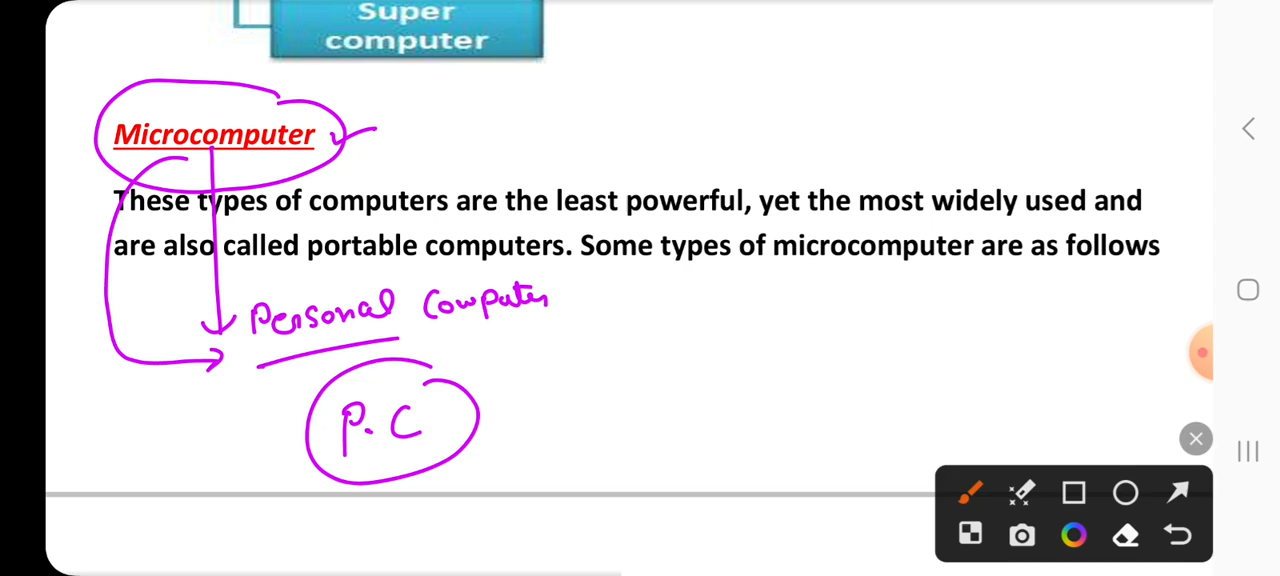 Super
computer
Microcomputer
These types of computers are the least powerful, yet the most widely used and
are also called portable computers. Some types of microcomputer are as follows
Personal Computer
P.C